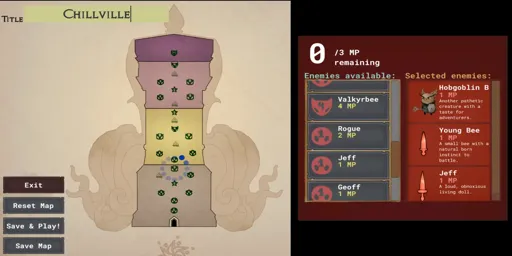 Title
Chillville
Exit
Reset Map
Save & Play!
Save Map
0 /3 MP
remaining
Enemies available:
Valkyrbee
4 MP
Rogue
2 MP
Jeff
1 MP
Geoff
1 MP
Selected enemies:
Hobgoblin B
1 MP
Another pathetic
creature with a
taste for
adventurers.
Young Bee
1 MP
A small bee with a
natural born
instinct to
battle.
Jeff
1 MP
A loud, obnoxious
living doll.